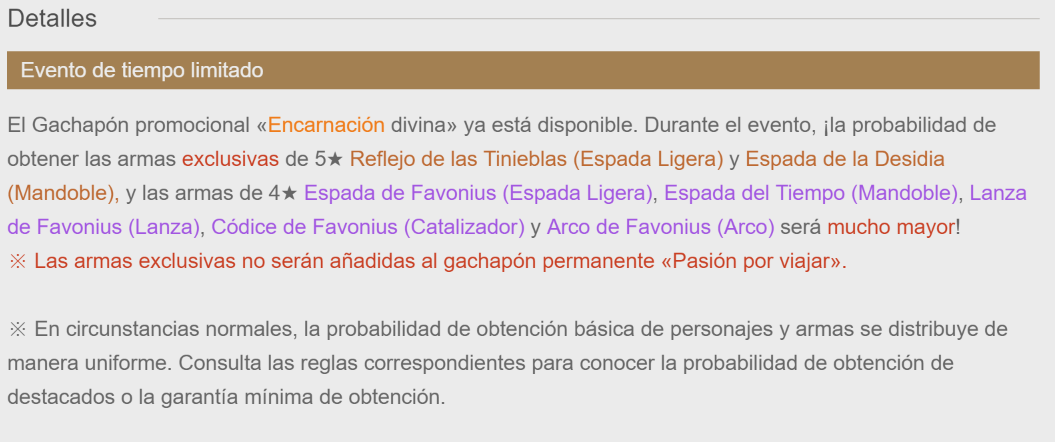 Detalles
Evento de tiempo limitado
El Gachapón promocional «Encarnación divina» ya está disponible. Durante el evento, ¡la probabilidad de
obtener las armas exclusivas de 5★ Reflejo de las Tinieblas (Espada Ligera) y Espada de la Desidia
(Mandoble), y las armas de 4★ Espada de Favonius (Espada Ligera), Espada del Tiempo (Mandoble), Lanza
de Favonius (Lanza), Códice de Favonius (Catalizador) y Arco de Favonius (Arco) será mucho mayor!
※ Las armas exclusivas no serán añadidas al gachapón permanente «Pasión por viajar».
※ En circunstancias normales, la probabilidad de obtención básica de personajes y armas se distribuye de
manera uniforme. Consulta las reglas correspondientes para conocer la probabilidad de obtención de
destacados o la garantía mínima de obtención.